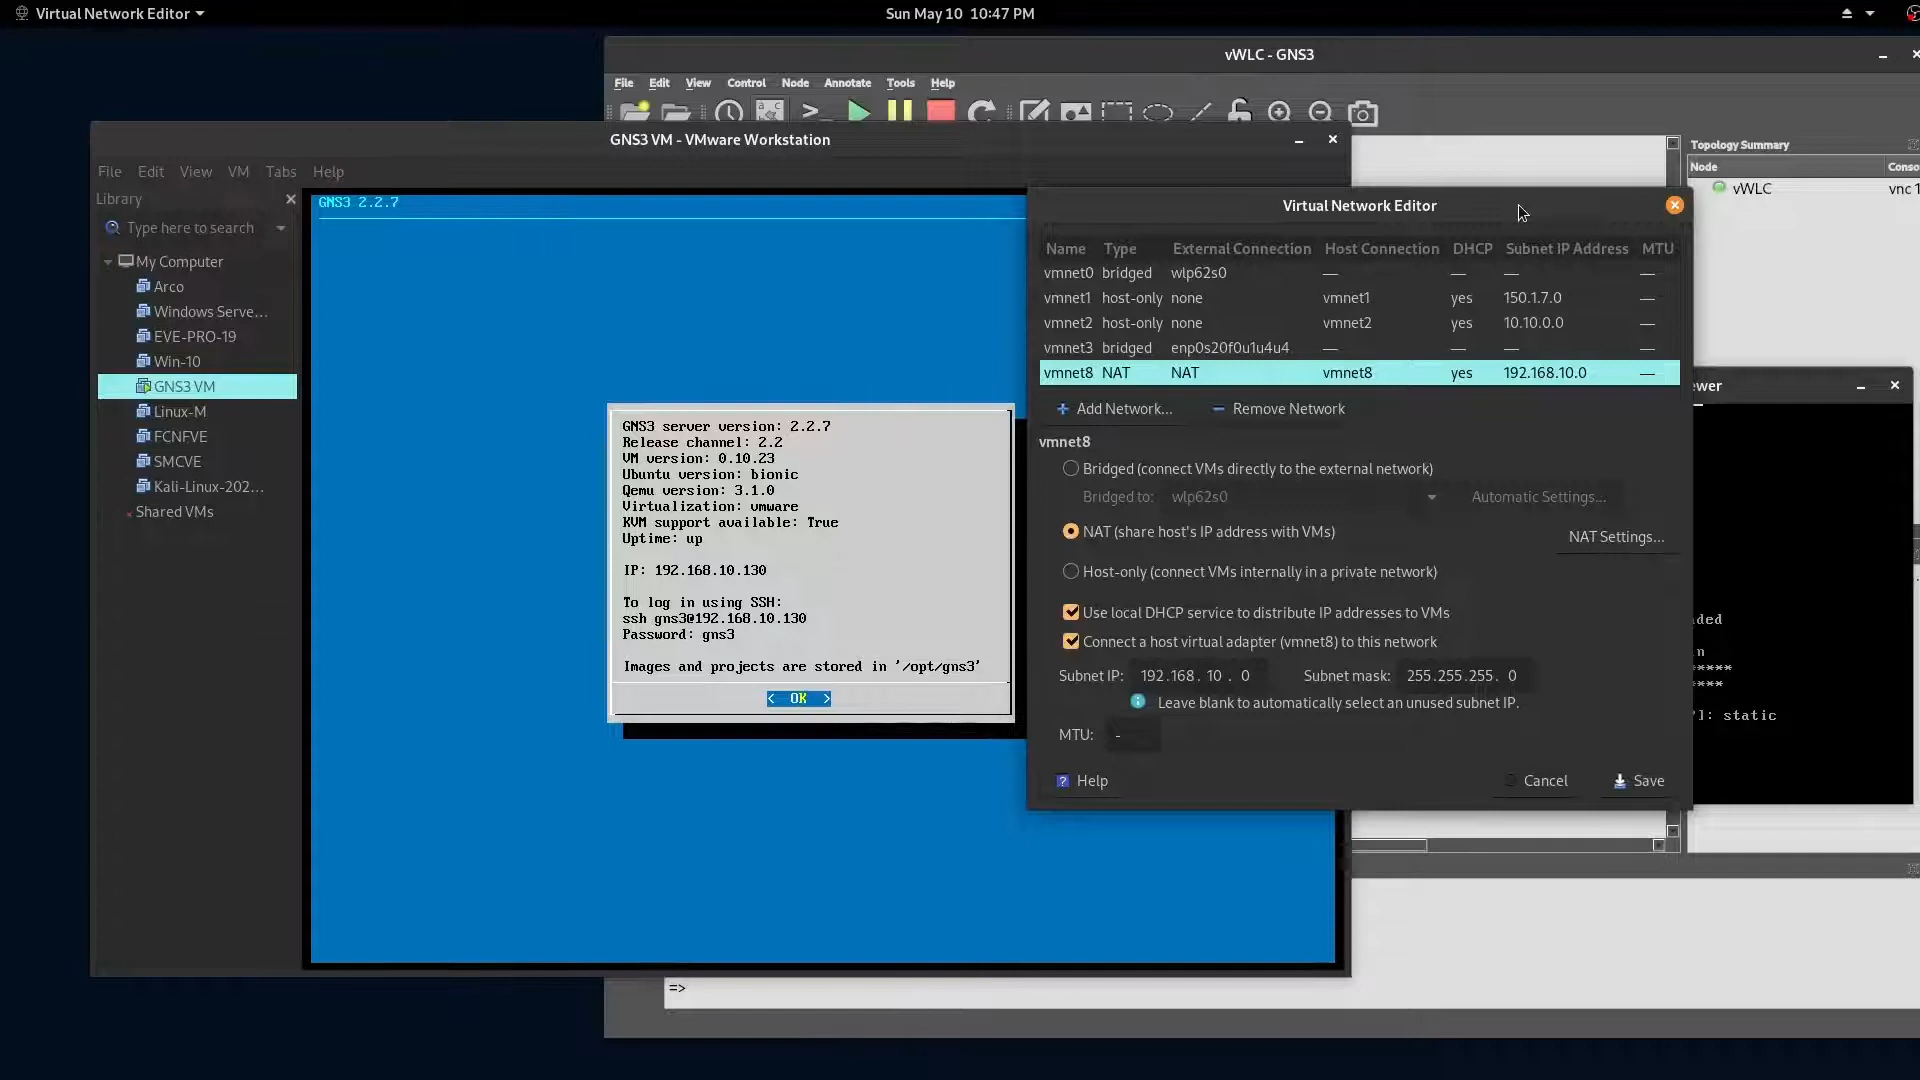 Virtual Network Editor
Sun May 10 10:47 PM
vWLC - GNS3
File Edit View Control Node Annotate Tools Help
GNS3 VM - VMware Workstation
File Edit View VM Tabs Help
Library
Type here to search
My Computer
Arco
Windows Serve...
EVE-PRO-19
Win-10
GNS3 VM
Linux-M
FCNFVE
SMCVE
Kali-Linux-202...
Shared VMs
GNS3 2.2.7
GNS3 server version: 2.2.7
Release channel: 2.2
VM version: 0.10.23
Ubuntu version: bionic
Qemu version: 3.1.0
Virtualization: vmware
KVM support available: True
Uptime: up
IP: 192.168.10.130
To log in using SSH:
ssh gns3@192.168.10.130
Password: gns3
Images and projects are stored in '/opt/gns3'
< OK >
Virtual Network Editor
Name Type External Connection Host Connection DHCP Subnet IP Address MTU
vmnet0 bridged wlp62s0 — — — —
vmnet1 host-only none vmnet1 yes 150.1.7.0 —
vmnet2 host-only none vmnet2 yes 10.10.0.0 —
vmnet3 bridged enp0s20f0u1u4u4 — — — —
vmnet8 NAT NAT vmnet8 yes 192.168.10.0 —
Add Network... Remove Network
vmnet8
Bridged (connect VMs directly to the external network)
Bridged to: wlp62s0 Automatic Settings...
NAT (share host's IP address with VMs)
NAT Settings...
Host-only (connect VMs internally in a private network)
Use local DHCP service to distribute IP addresses to VMs
Connect a host virtual adapter (vmnet8) to this network
Subnet IP: 192.168. 10 . 0 Subnet mask: 255.255.255. 0
Leave blank to automatically select an unused subnet IP.
MTU: -
Help Cancel Save
Topology Summary
Node Conso
vWLC vnc 1
ewer
ded
n
*****
****
']: static
=>